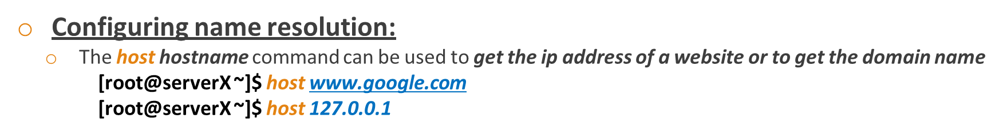 Configuring name resolution:
The host hostname command can be used to get the ip address of a website or to get the domain name
[root@serverX ~]$ host www.google.com
[root@serverX ~]$ host 127.0.0.1